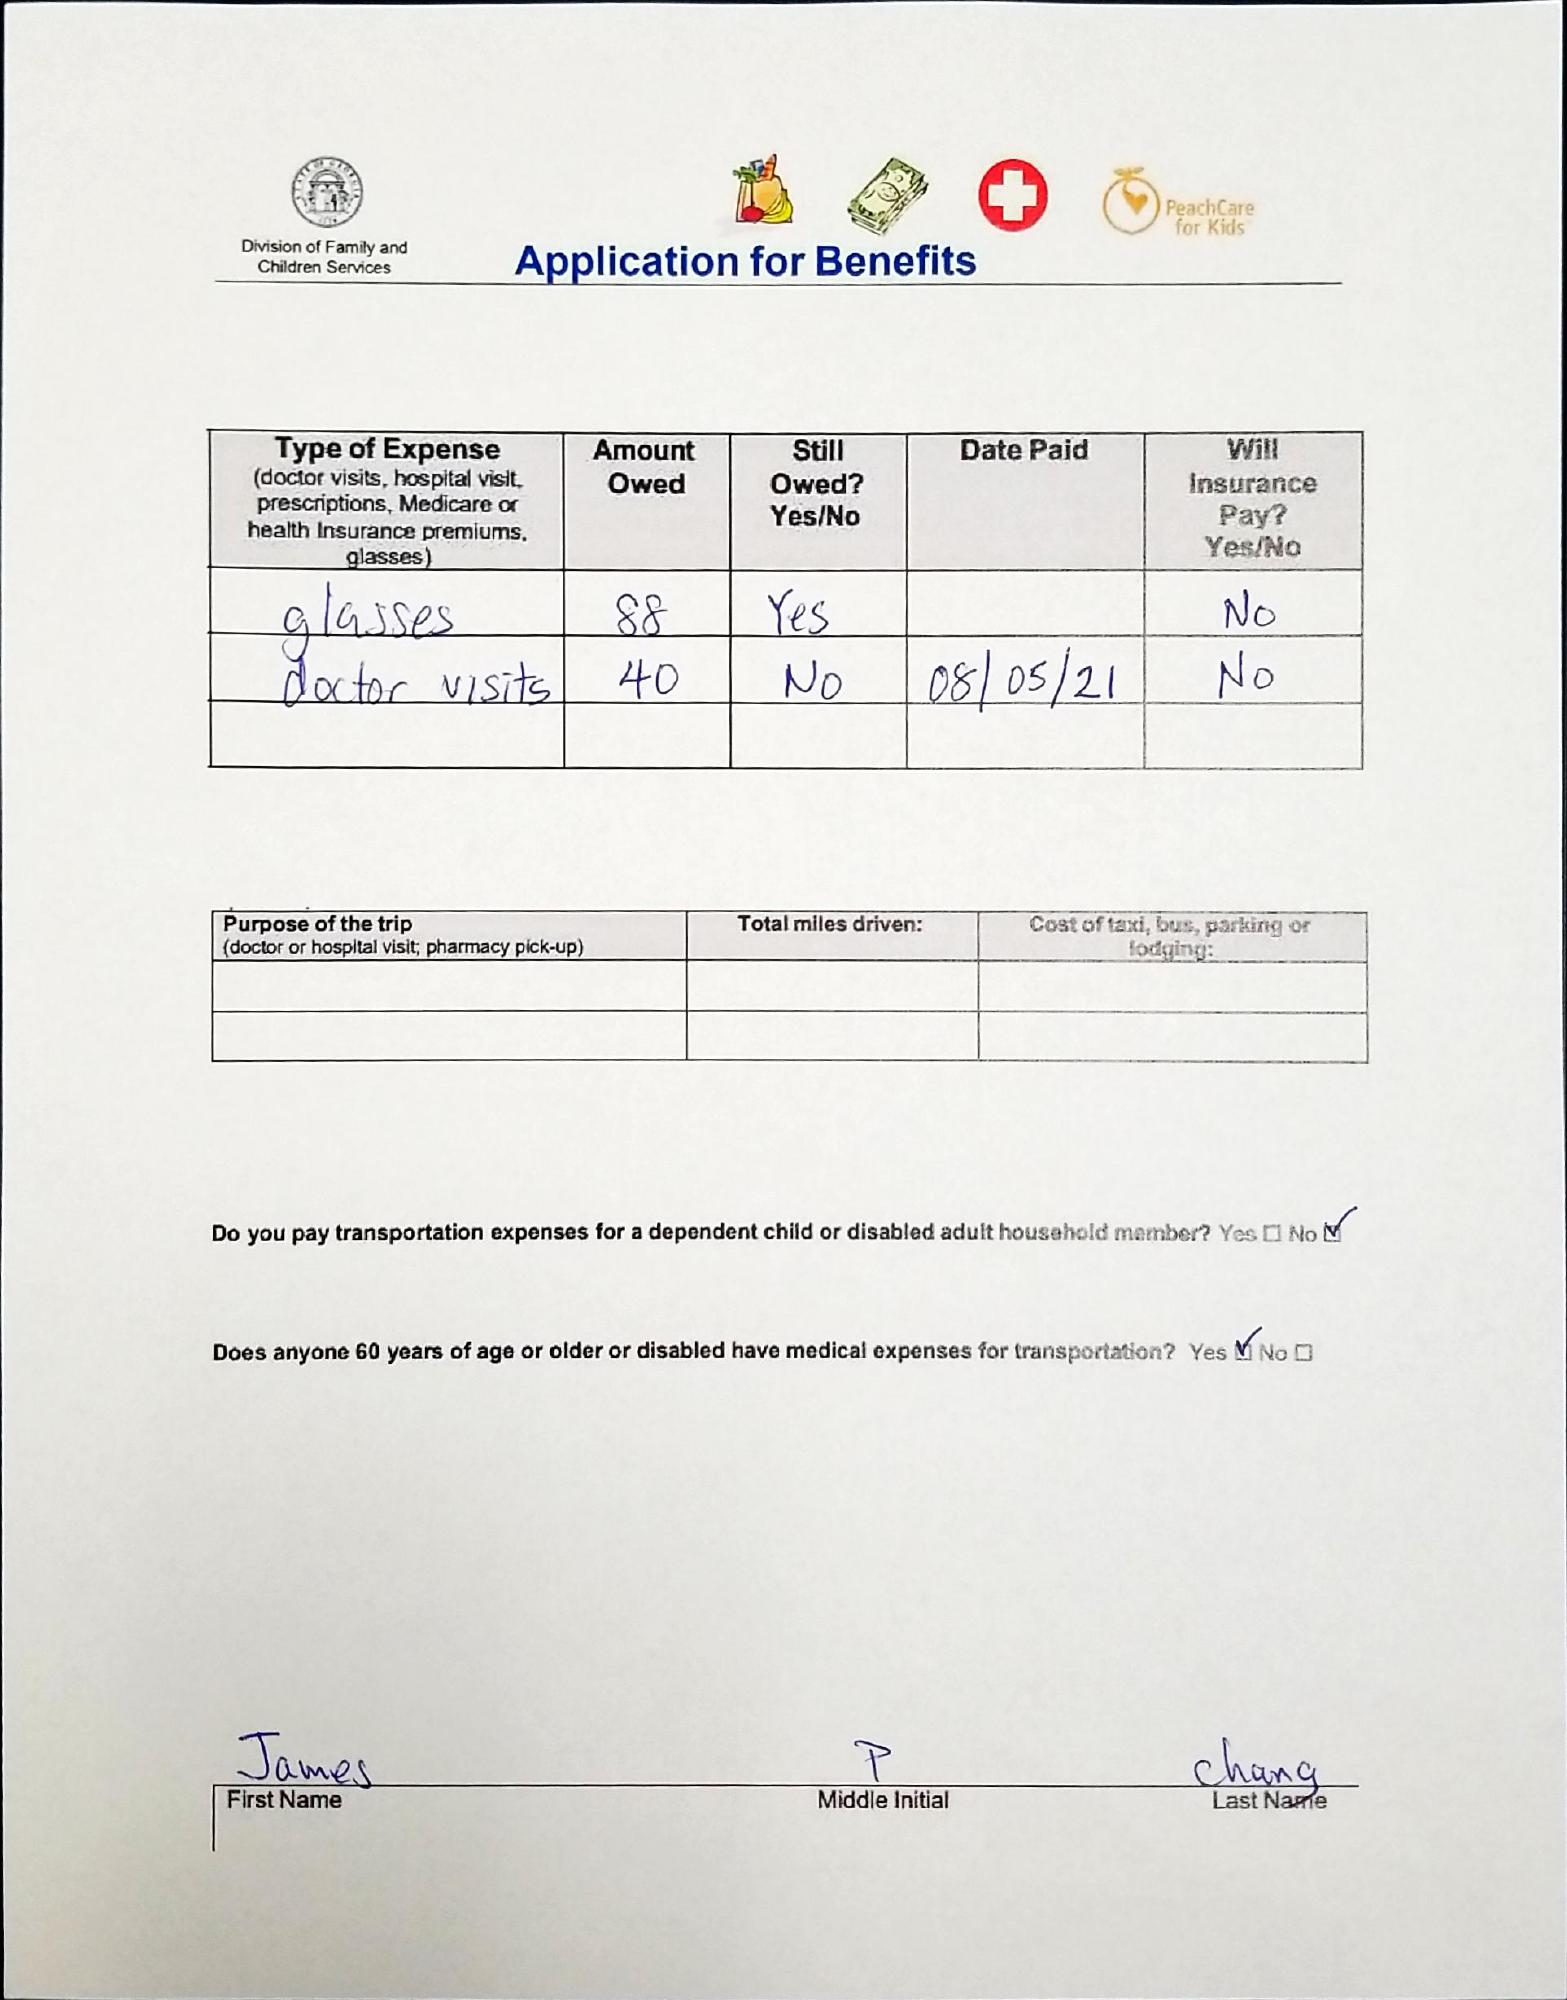 STATE OF GEORGIA
Division of Family and
Children Services
Application for Benefits
PeachCare
for Kids
Type of Expense
(doctor visits, hospital visit,
prescriptions, Medicare or
health Insurance premiums,
glasses)
Amount
Owed
Still
Owed?
Yes/No
Date Paid
Will
Insurance
Pay?
Yes/No
glasses 88 Yes No
doctor visits 40 No 08/05/21 No
Purpose of the trip
(doctor or hospital visit; pharmacy pick-up)
Total miles driven:
Cost of taxi, bus, parking or
lodging:
Do you pay transportation expenses for a dependent child or disabled adult household member? Yes ☐ No ☑
Does anyone 60 years of age or older or disabled have medical expenses for transportation? Yes ☑ No ☐
James P chang
First Name Middle Initial Last Name